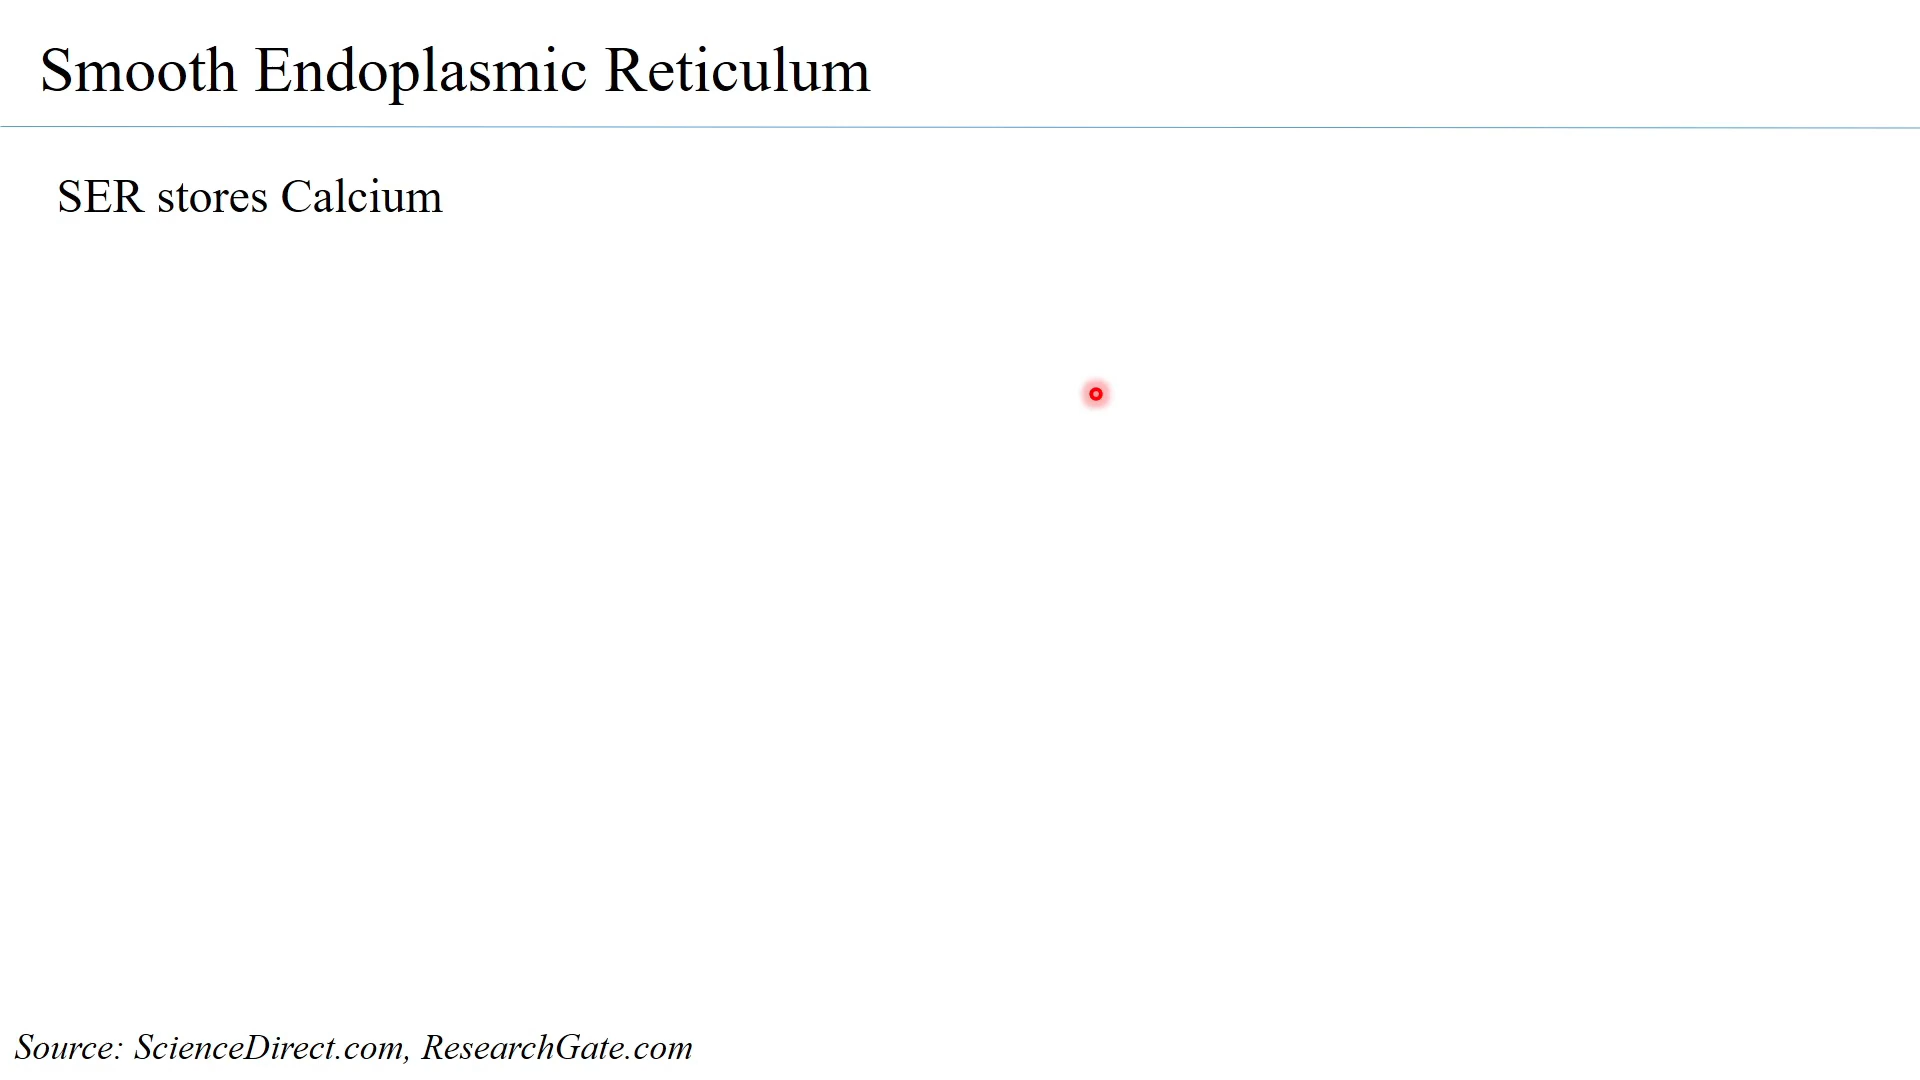 Smooth Endoplasmic Reticulum
SER stores Calcium
Source: ScienceDirect.com, ResearchGate.com